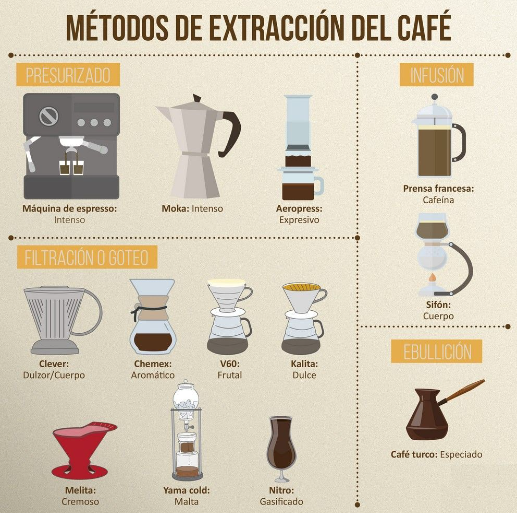 MÉTODOS DE EXTRACCIÓN DEL CAFÉ
PRESURIZADO
Máquina de espresso:
Intenso
Moka: Intenso
Aeropress:
Expresivo
INFUSIÓN
Prensa francesa:
Cafeína
Sifón:
Cuerpo
FILTRACIÓN O GOTEO
Clever:
Dulzor/Cuerpo
Chemex:
Aromático
V60:
Frutal
Kalita:
Dulce
Melita:
Cremoso
Yama cold:
Malta
Nitro:
Gasificado
EBULLICIÓN
Café turco: Especiado